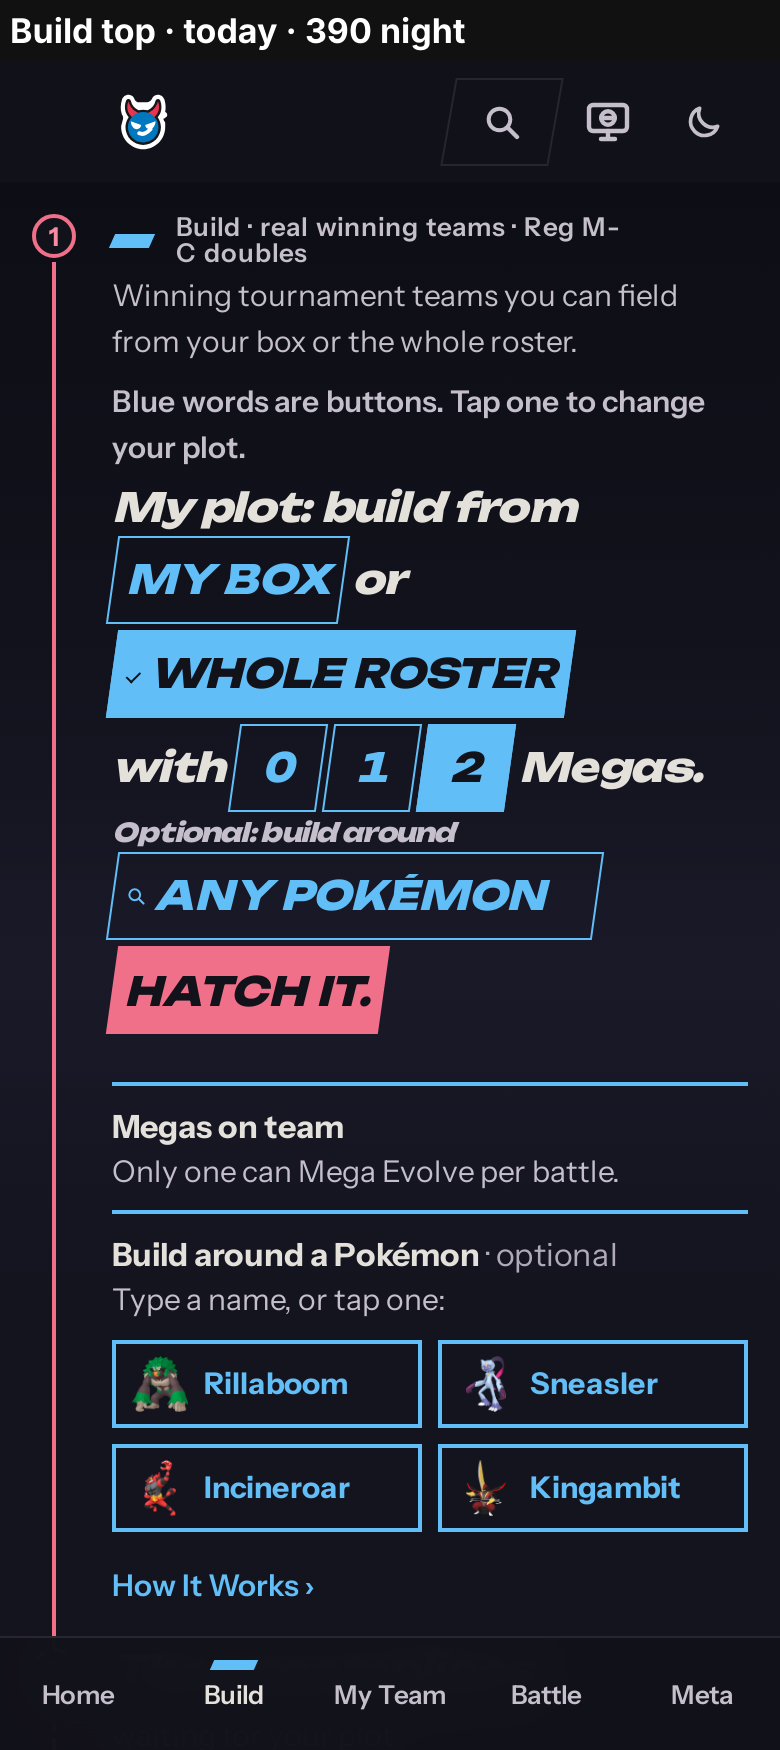 Build top · today · 390 night
1
Build · real winning teams · Reg M-
C doubles
Winning tournament teams you can field
from your box or the whole roster.
Blue words are buttons. Tap one to change
your plot.
My plot: build from
MY BOX or
WHOLE ROSTER
with 0 1 2 Megas.
Optional: build around
ANY POKÉMON
HATCH IT.
Megas on team
Only one can Mega Evolve per battle.
Build around a Pokémon · optional
Type a name, or tap one:
Rillaboom Sneasler
Incineroar Kingambit
How It Works ›
Home Build My Team Battle Meta